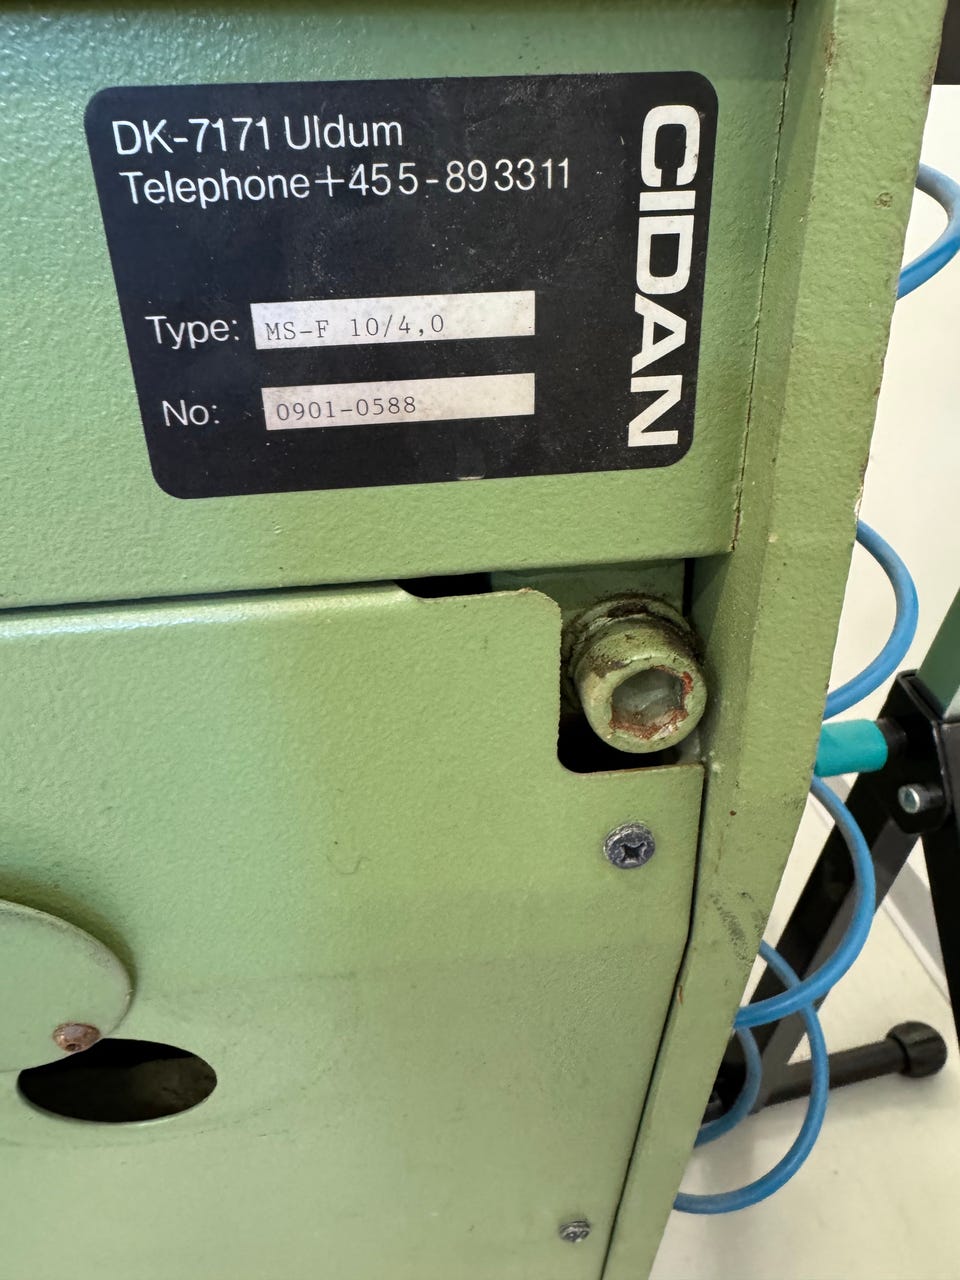 DK-7171 Uldum
Telephone+455-893311
CIDAN
Type: MS-F 10/4,0
No: 0901-0588